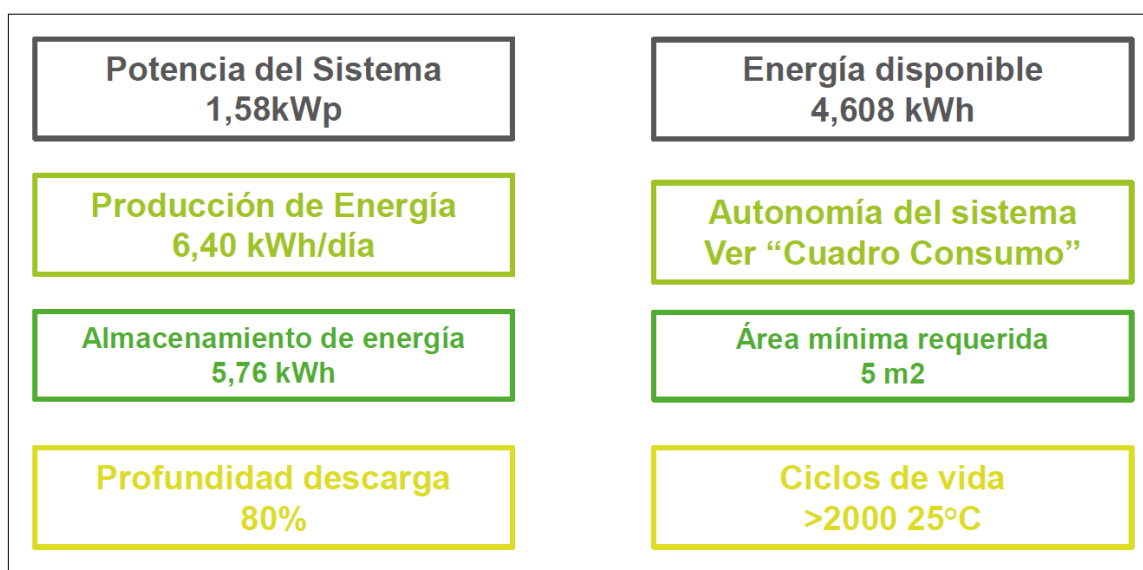 Potencia del Sistema
1,58kWp
Energía disponible
4,608 kWh
Producción de Energía
6,40 kWh/día
Autonomía del sistema
Ver “Cuadro Consumo”
Almacenamiento de energía
5,76 kWh
Área mínima requerida
5 m2
Profundidad descarga
80%
Ciclos de vida
>2000 25°C